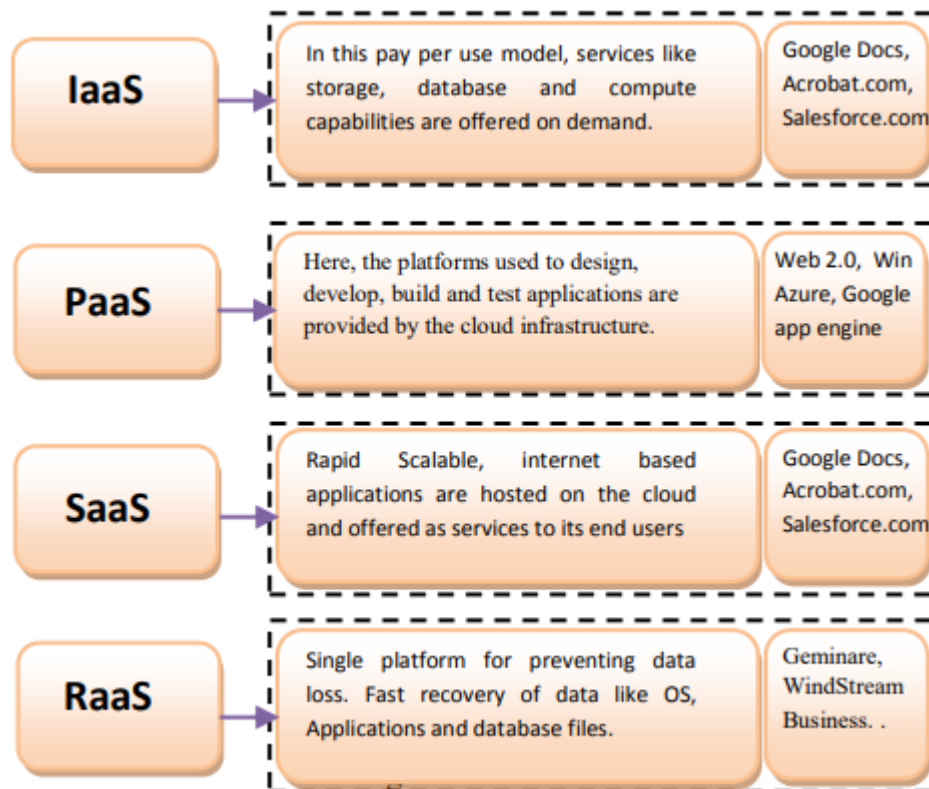 IaaS
In this pay per use model, services like
storage, database and compute
capabilities are offered on demand.
Google Docs,
Acrobat.com,
Salesforce.com
PaaS
Here, the platforms used to design,
develop, build and test applications are
provided by the cloud infrastructure.
Web 2.0, Win
Azure, Google
app engine
SaaS
Rapid Scalable, internet based
applications are hosted on the cloud
and offered as services to its end users
Google Docs,
Acrobat.com,
Salesforce.com
RaaS
Single platform for preventing data
loss. Fast recovery of data like OS,
Applications and database files.
Geminare,
WindStream
Business. .